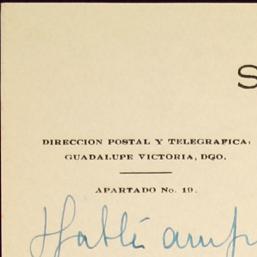 S
DIRECCION POSTAL Y TELEGRAFICA:
GUADALUPE VICTORIA, DGO.
APARTADO No. 19.
Hablé